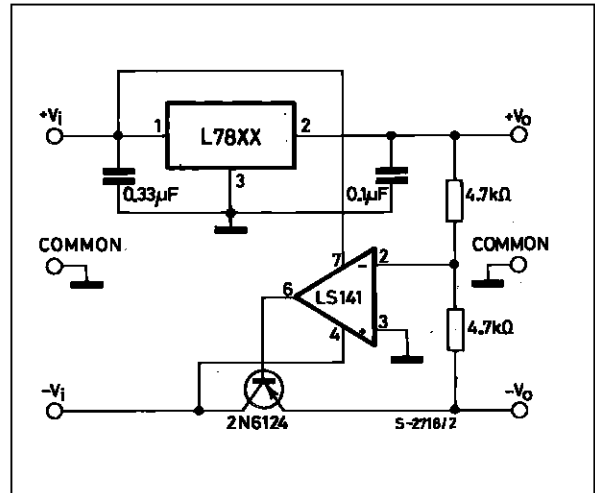 +Vi
1
L78XX
2
+Vo
3
0.33µF
0.1µF
4.7kΩ
COMMON
COMMON
7
2
-
6
LS141
4
+
3
4.7kΩ
-Vi
-Vo
2N6124
S-2718/2